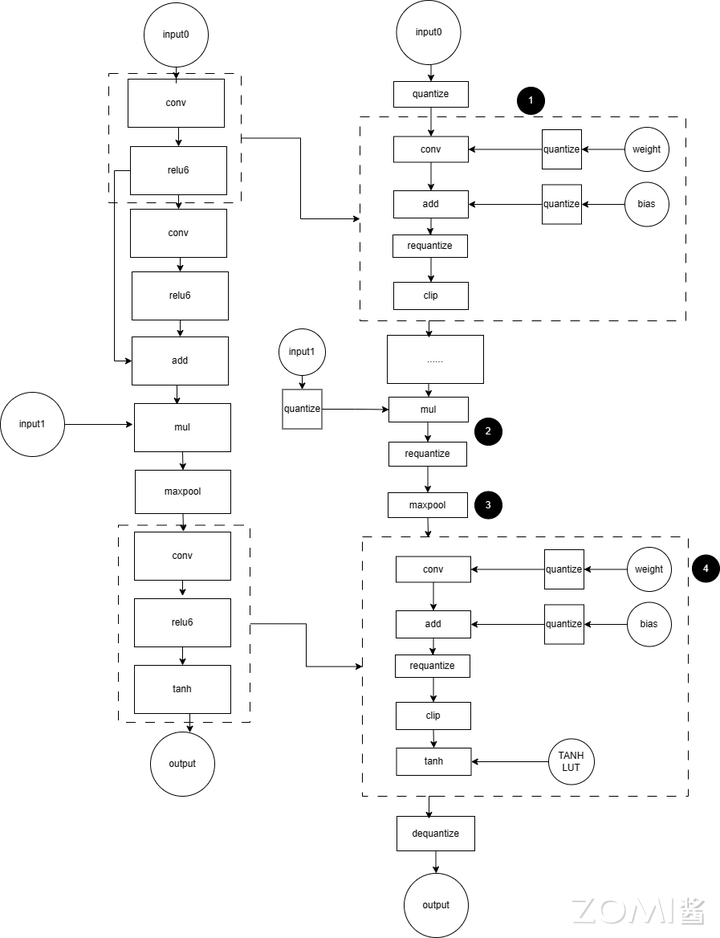 input0
conv
relu6
conv
relu6
add
input1
mul
maxpool
conv
relu6
tanh
output
input0
quantize
1
conv
quantize
weight
add
quantize
bias
requantize
clip
......
input1
quantize
mul
2
requantize
maxpool
3
4
conv
quantize
weight
add
quantize
bias
requantize
clip
tanh
TANH
LUT
dequantize
output
ZOMI酱